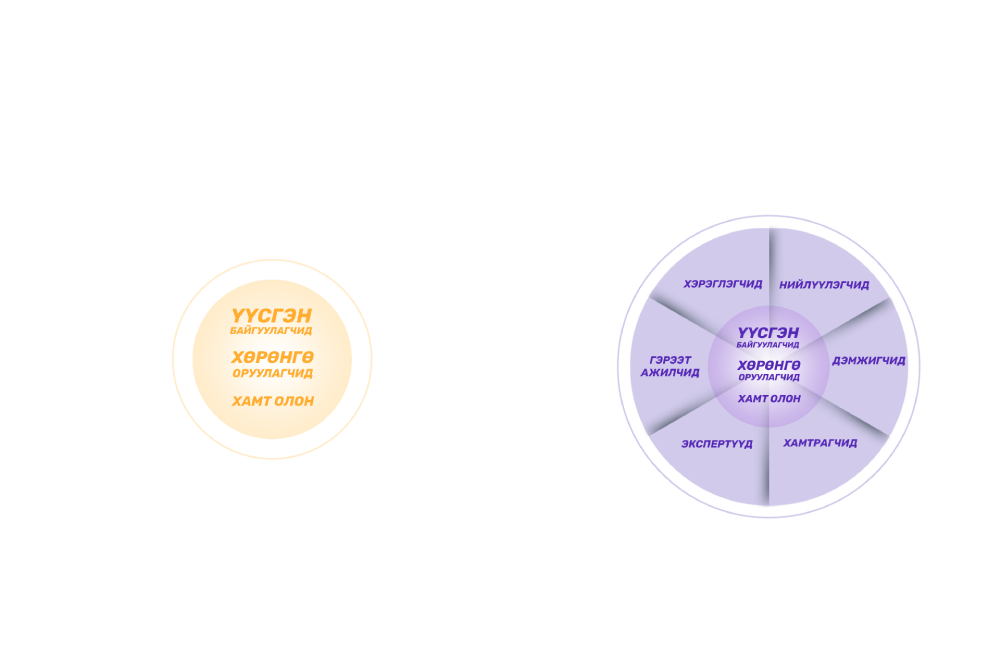 ҮҮСГЭН
БАЙГУУЛАГЧИД
ХӨРӨНГӨ
ОРУУЛАГЧИД
ХАМТ ОЛОН
ХЭРЭГЛЭГЧИД
НИЙЛҮҮЛЭГЧИД
ГЭРЭЭТ
АЖИЛЧИД
ҮҮСГЭН
БАЙГУУЛАГЧИД
ХӨРӨНГӨ
ОРУУЛАГЧИД
ХАМТ ОЛОН
ДЭМЖИГЧИД
ЭКСПЕРТҮҮД
ХАМТРАГЧИД